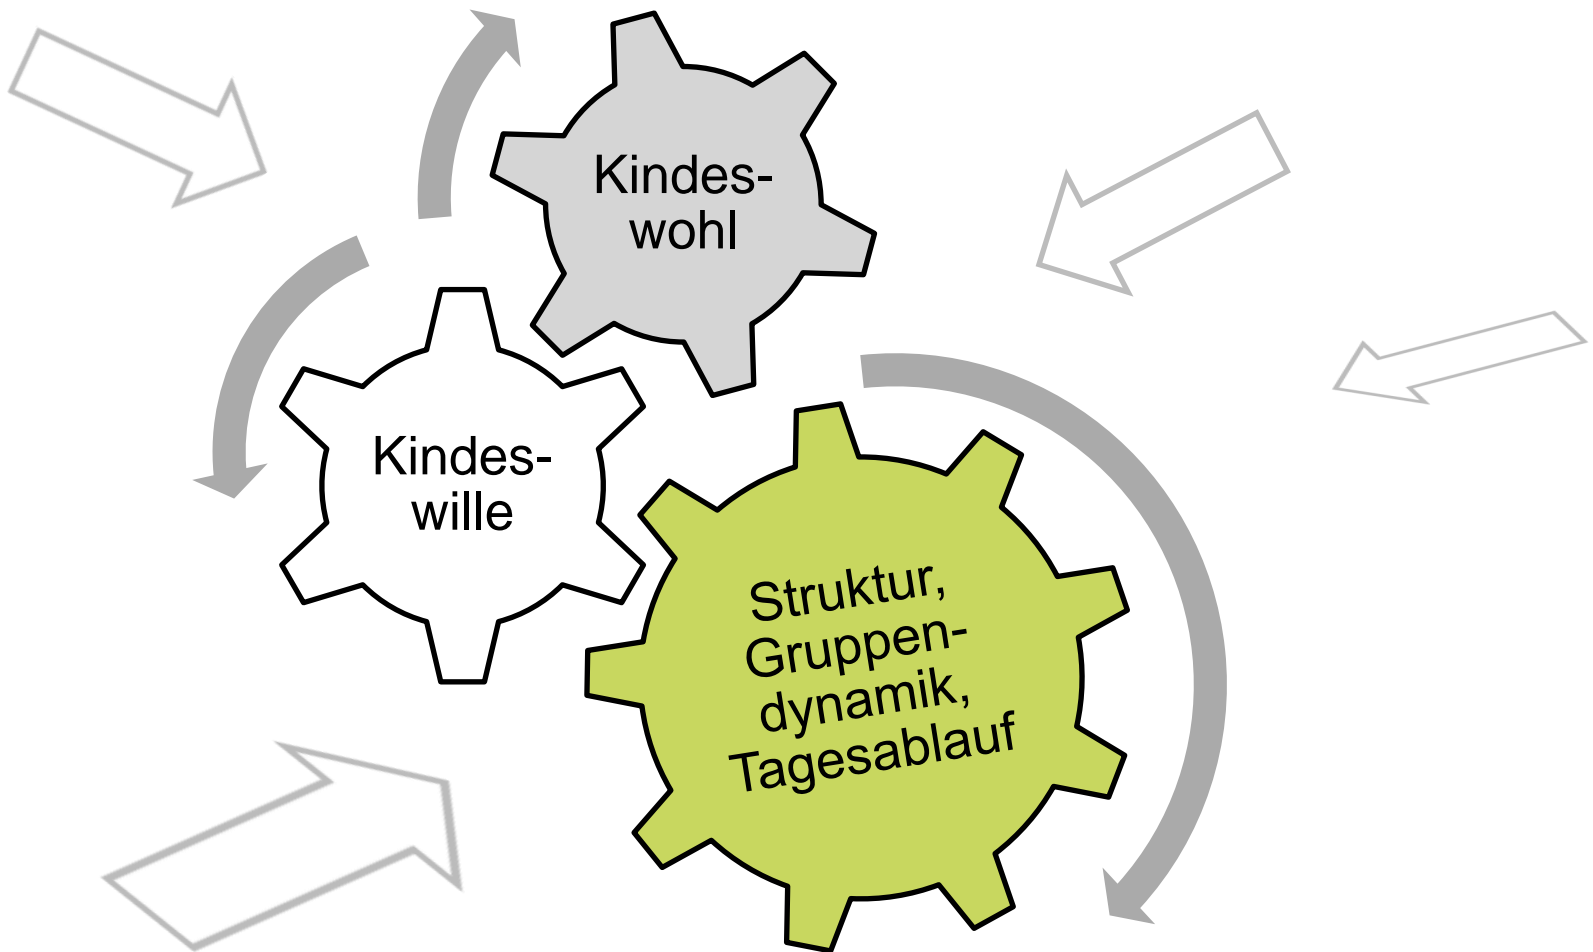 Kindes-
wohl
Kindes-
wille
Struktur,
Gruppen-
dynamik,
Tagesablauf